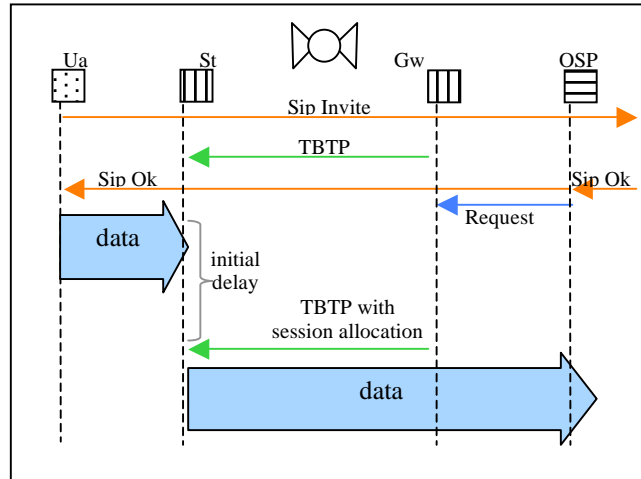 Ua
St
Gw
OSP
Sip Invite
TBTP
Sip Ok
Sip Ok
Request
data
initial
delay
TBTP with
session allocation
data